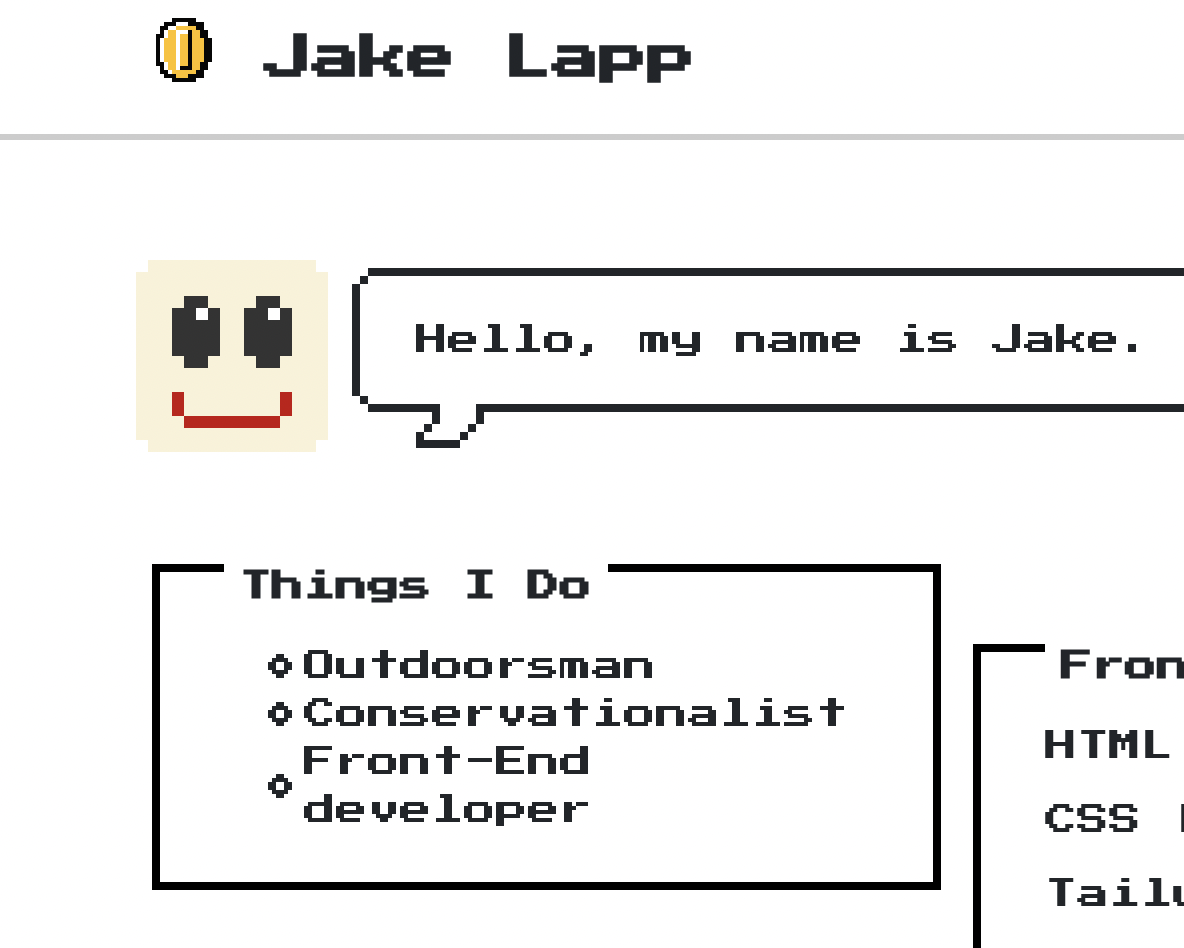 Jake Lapp
Hello, my name is Jake.
Things I Do
Outdoorsman
Conservationalist
Front-End
developer
HTML
CSS